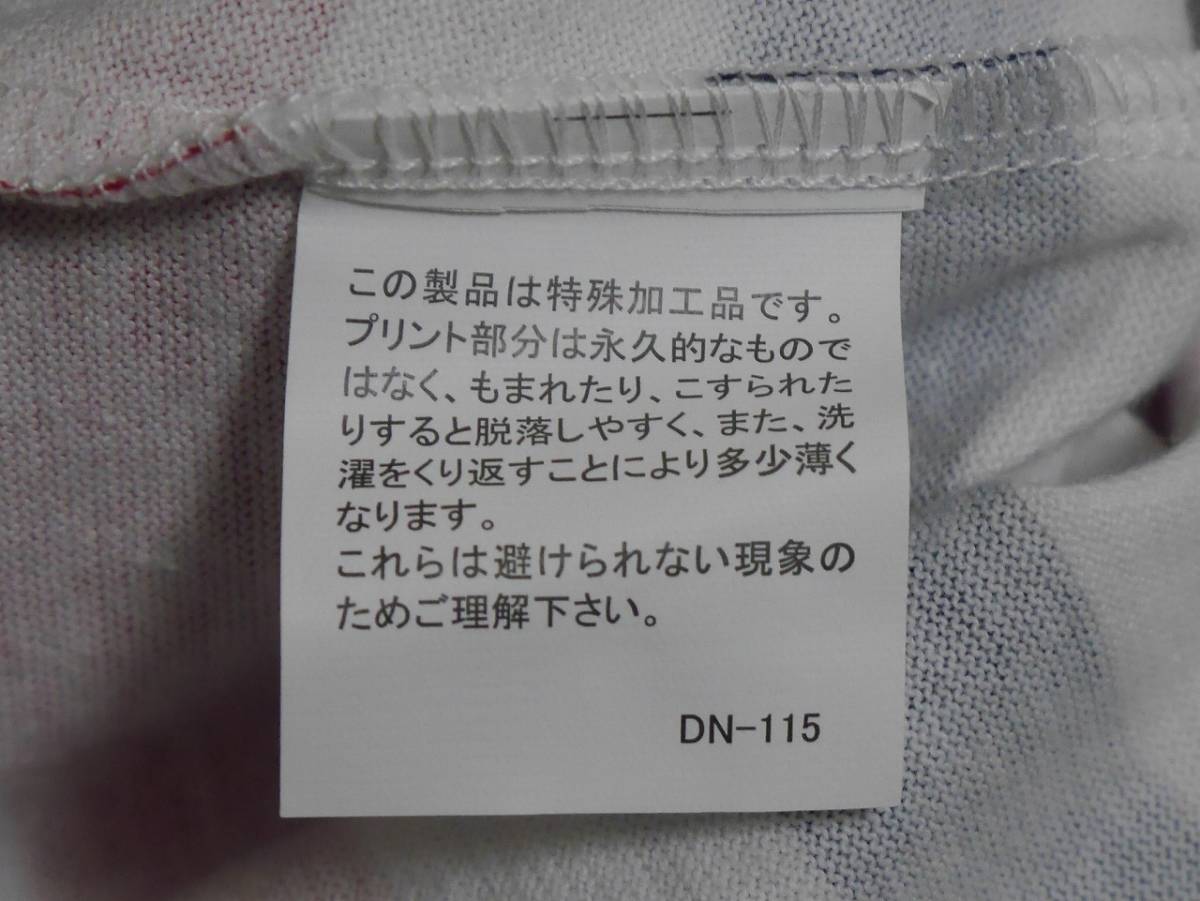 この製品は特殊加工品です。
プリント部分は永久的なもので
はなく、もまれたり、こすられた
りすると脱落しやすく、また、洗
濯をくり返すことにより多少薄く
なります。
これらは避けられない現象の
ためご理解下さい。
DN-115